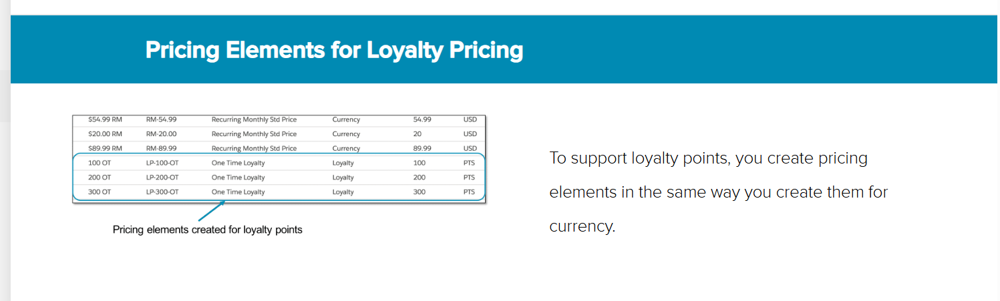 Pricing Elements for Loyalty Pricing
$54.99 RM RM-54.99 Recurring Monthly Std Price Currency 54.99 USD
$20.00 RM RM-20.00 Recurring Monthly Std Price Currency 20 USD
$89.99 RM RM-89.99 Recurring Monthly Std Price Currency 89.99 USD
100 OT LP-100-OT One Time Loyalty Loyalty 100 PTS
200 OT LP-200-OT One Time Loyalty Loyalty 200 PTS
300 OT LP-300-OT One Time Loyalty Loyalty 300 PTS
Pricing elements created for loyalty points
To support loyalty points, you create pricing
elements in the same way you create them for
currency.